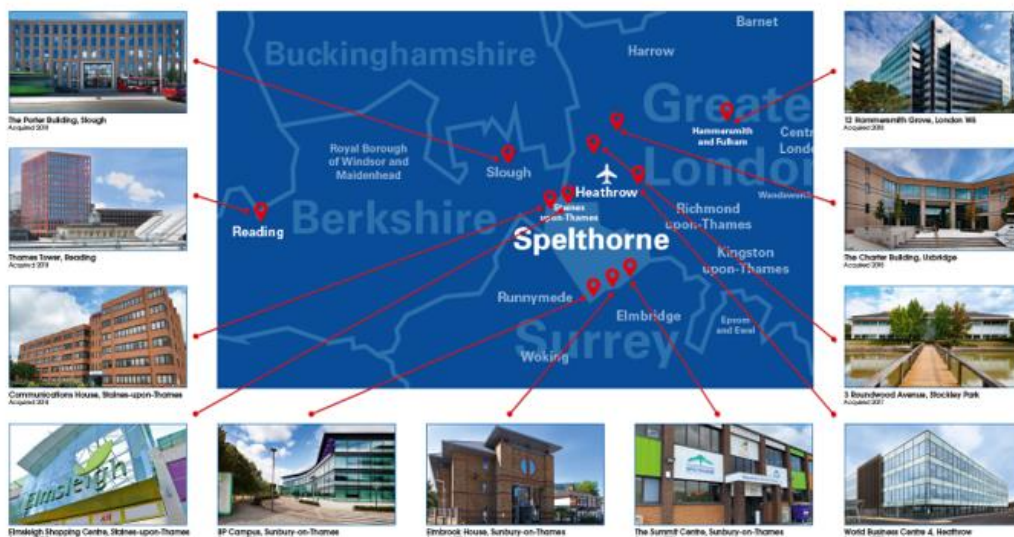 Buckinghamshire
Barnet
Harrow
Greater
London
Hammersmith
and Fulham
Royal Borough
of Windsor and
Maidenhead
Slough
Heathrow
Berkshire
Reading
upon-Thames
Richmond
upon-Thames
Spelthorne
Kingston
upon-Thames
Runnymede
Elmbridge
Epsom
and Ewel
Surrey
Woking
The Porter Building, Slough
Thames Tower, Reading
Communications House, Staines-upon-Thames
Elmsleigh
Elmsleigh Shopping Centre, Staines-upon-Thames
BP Campus, Sunbury-on-Thames
Elmbrook House, Sunbury-on-Thames
The Summit Centre, Sunbury-on-Thames
World Business Centre 4, Heathrow
12 Hammersmith Grove, London W6
The Charter Building, Uxbridge
3 Roundwood Avenue, Stockley Park
Acquired 2017